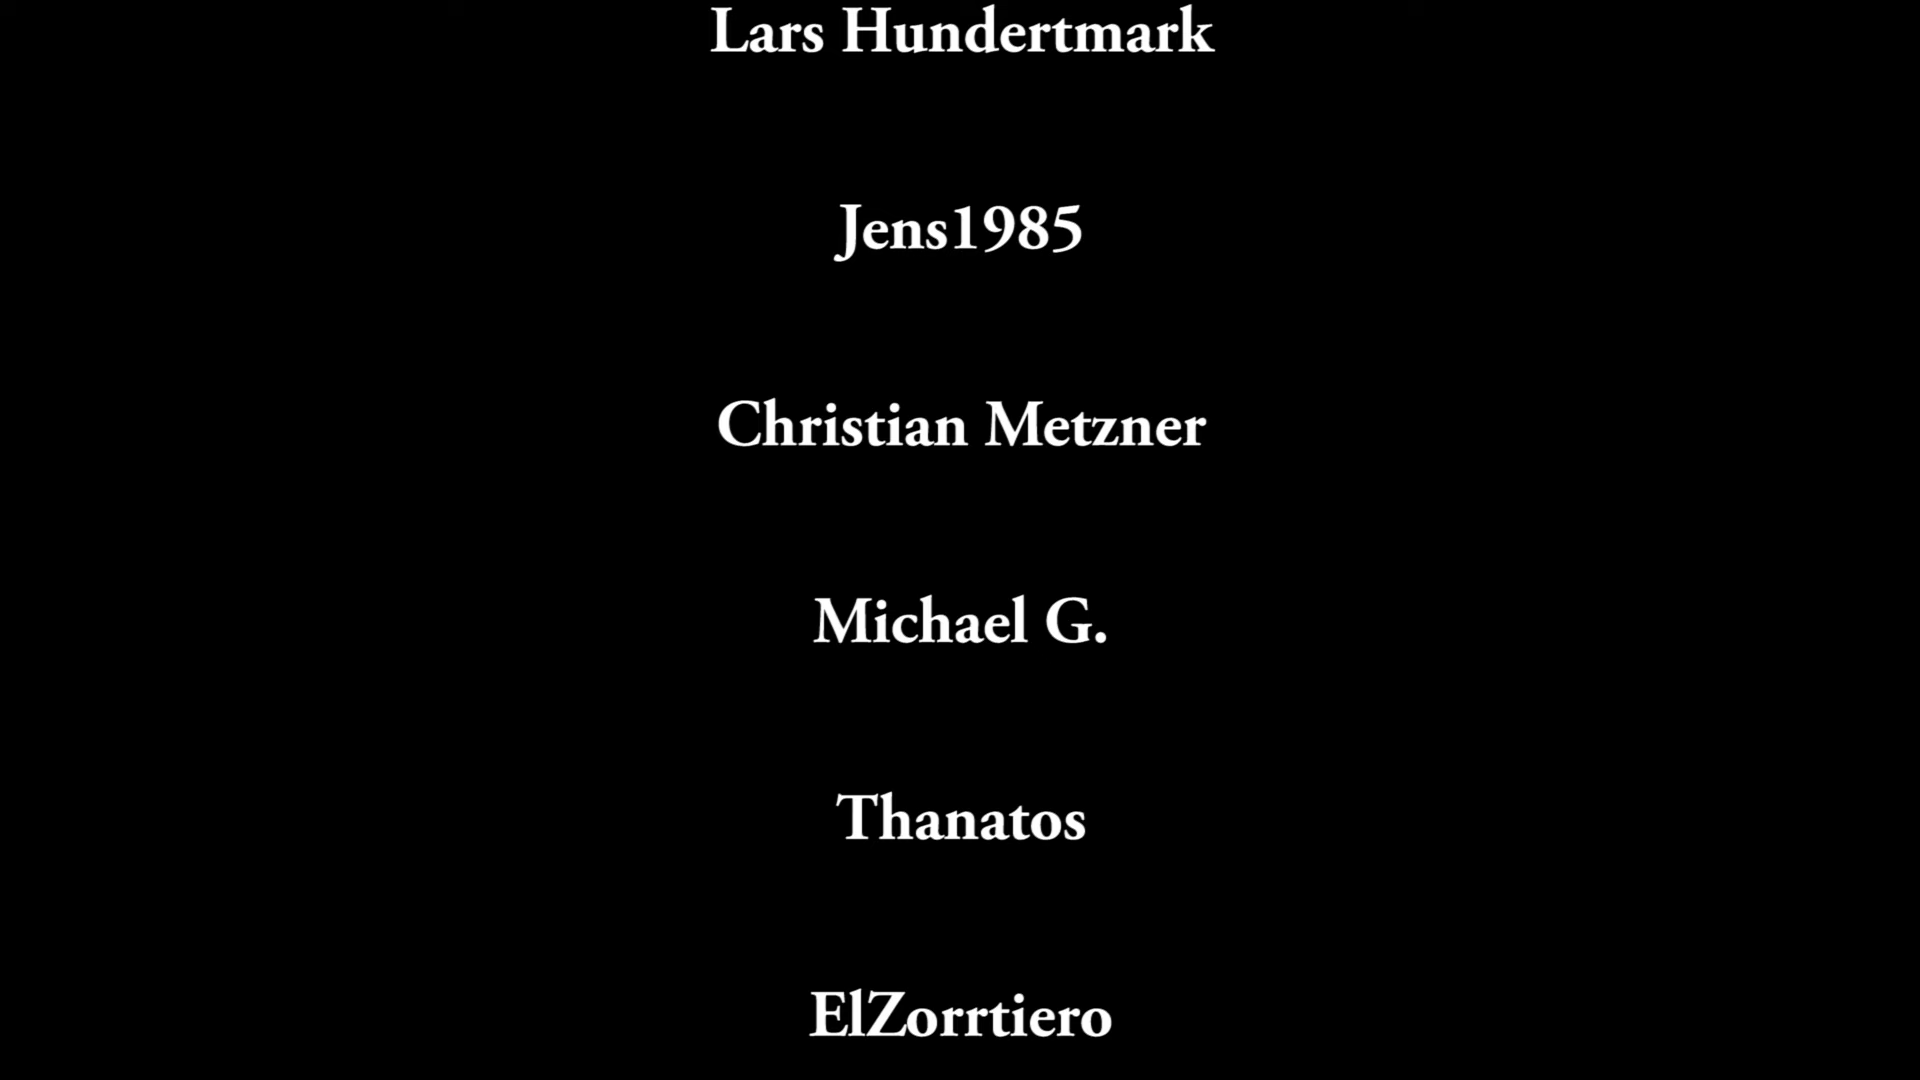 Lars Hundertmark
Jens1985
Christian Metzner
Michael G.
Thanatos
ElZorrtiero